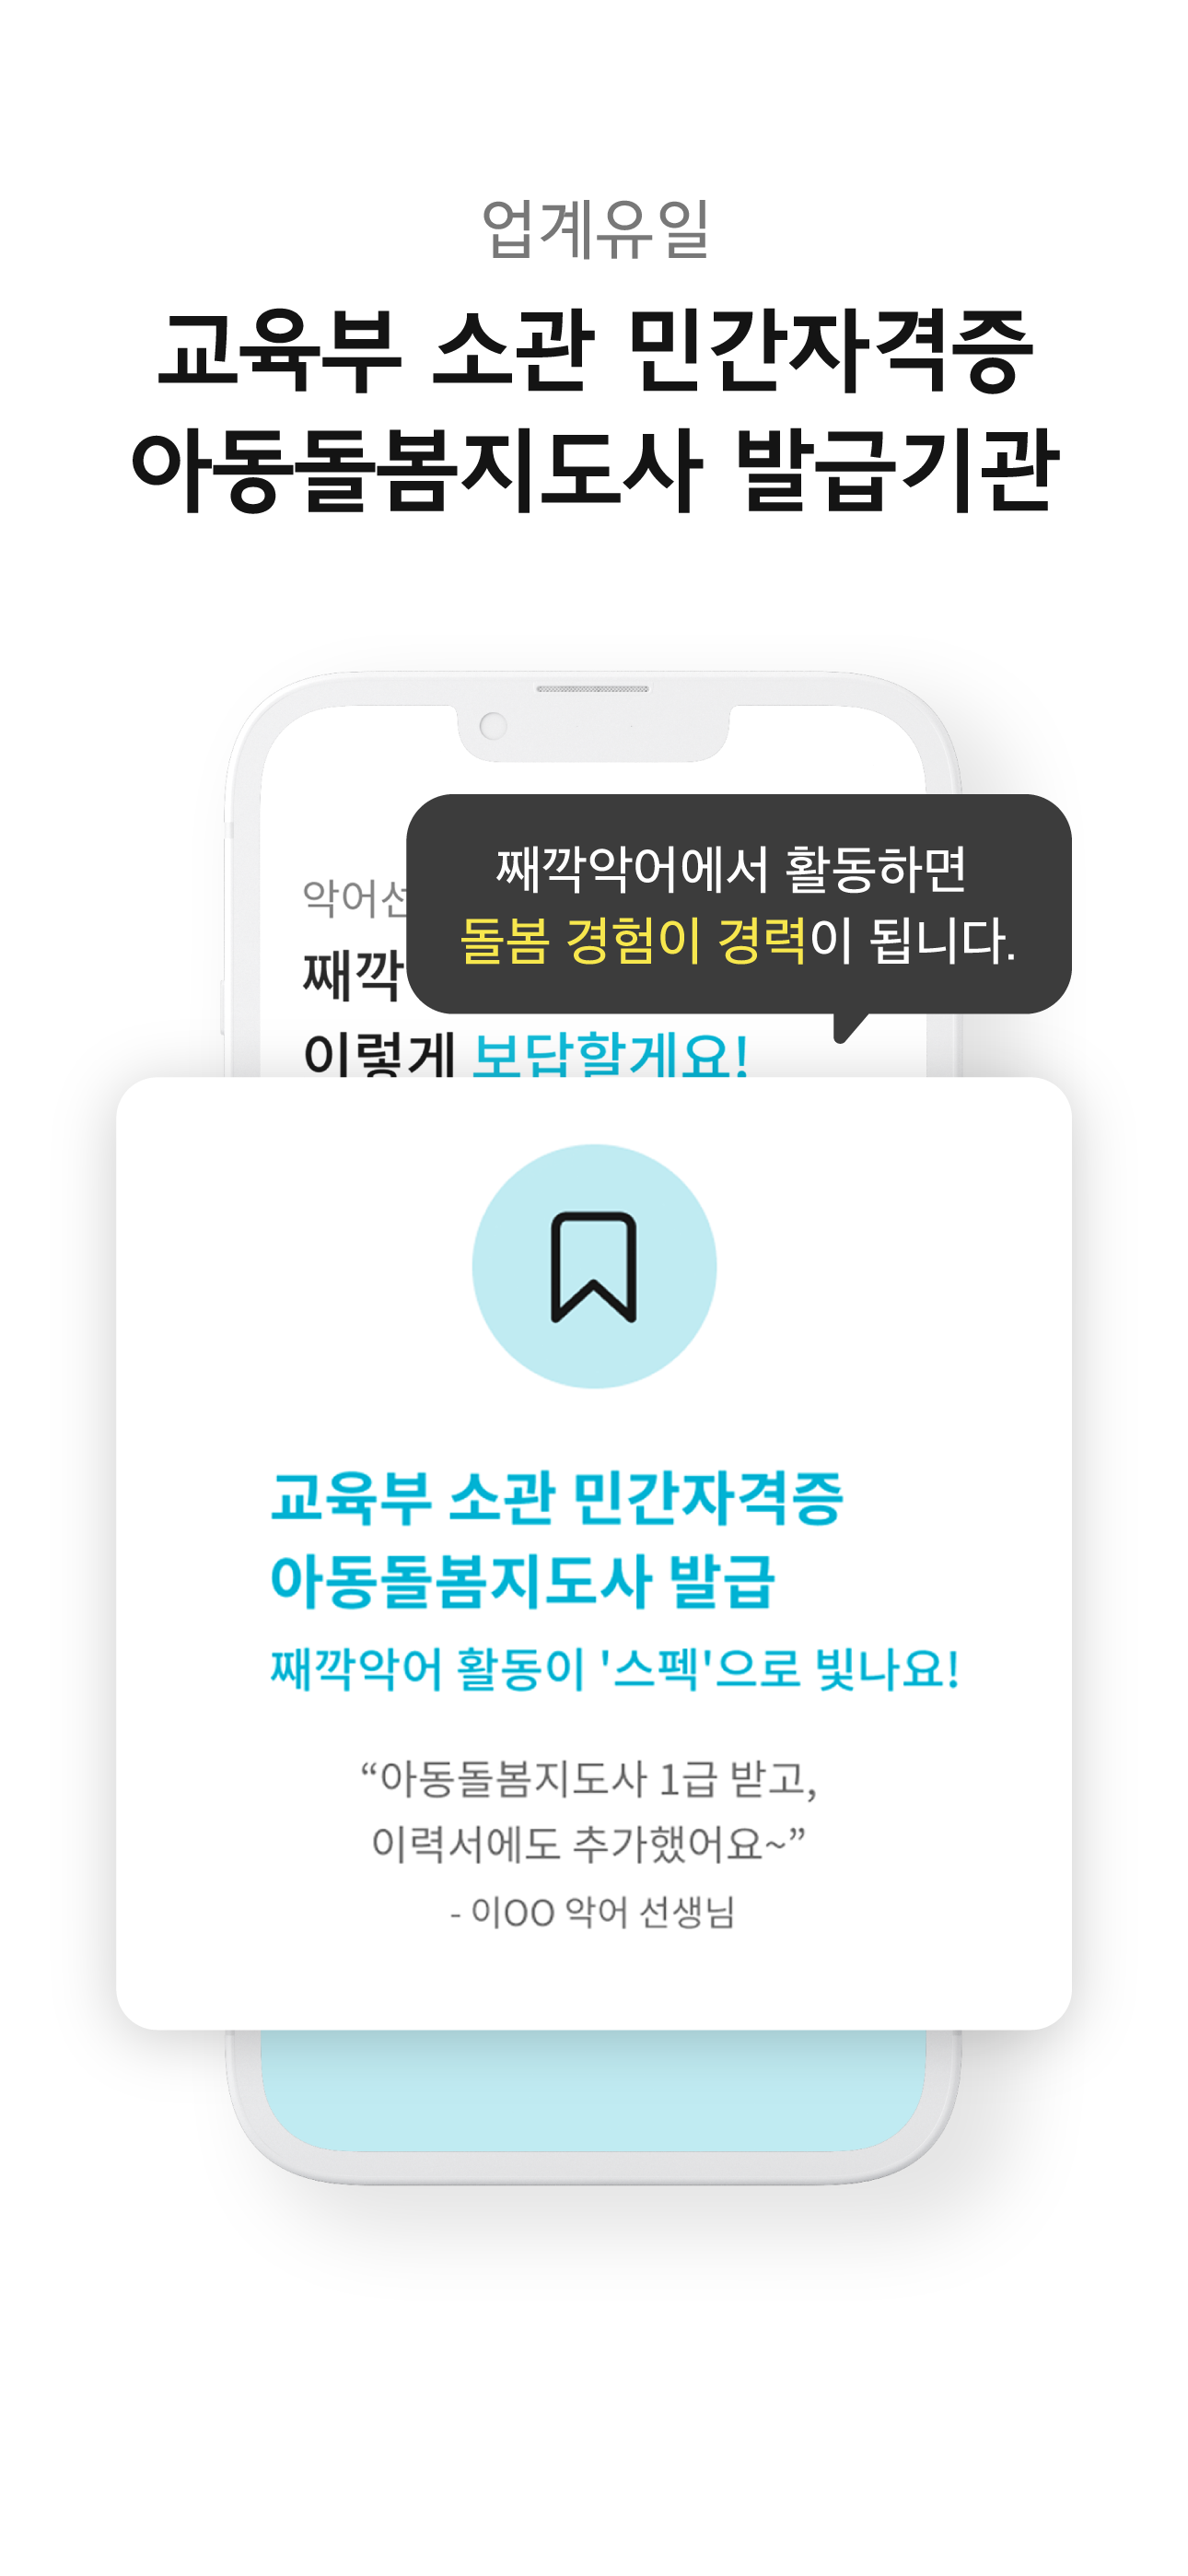 업계유일
교육부 소관 민간자격증
아동돌봄지도사 발급기관
째깍악어에서 활동하면
돌봄 경험이 경력이 됩니다.
악어선
째깍
이렇게 보답할게요!
교육부 소관 민간자격증
아동돌봄지도사 발급
째깍악어 활동이 '스펙'으로 빛나요!
“아동돌봄지도사 1급 받고,
이력서에도 추가했어요~”
- 이OO 악어 선생님